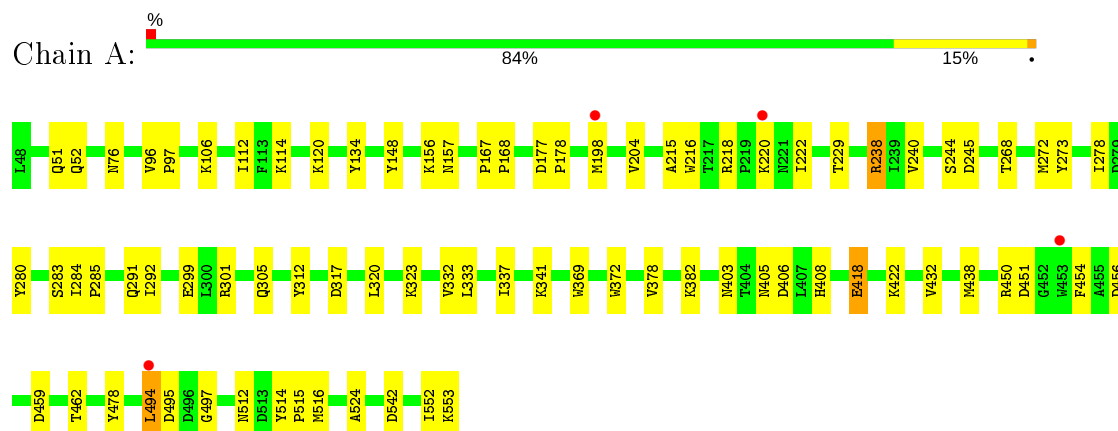 %
Chain A:
84% 15% •
L48 Q51 Q52 N76 V96 P97 K106 I112 F113 K114 K120 Y134 Y148 K156 N157 P167 P168 D177 P178 M198 V204 A215 W216 T217 R218 P219 K220 N221 I222 T229 R238 I239 V240 S244 D245 T268 M272 Y273 I278 D279
Y280 S283 I284 P285 Q291 I292 E299 L300 R301 Q305 Y312 D317 L320 K323 V332 L333 I337 K341 W369 W372 V378 K382 N403 T404 N405 D406 L407 H408 E418 K422 V432 M438 R450 D451 G452 W453 F454 A455 D456
D459 T462 Y478 L494 D495 D496 G497 N512 D513 Y514 P515 M516 A524 D542 I552 K553